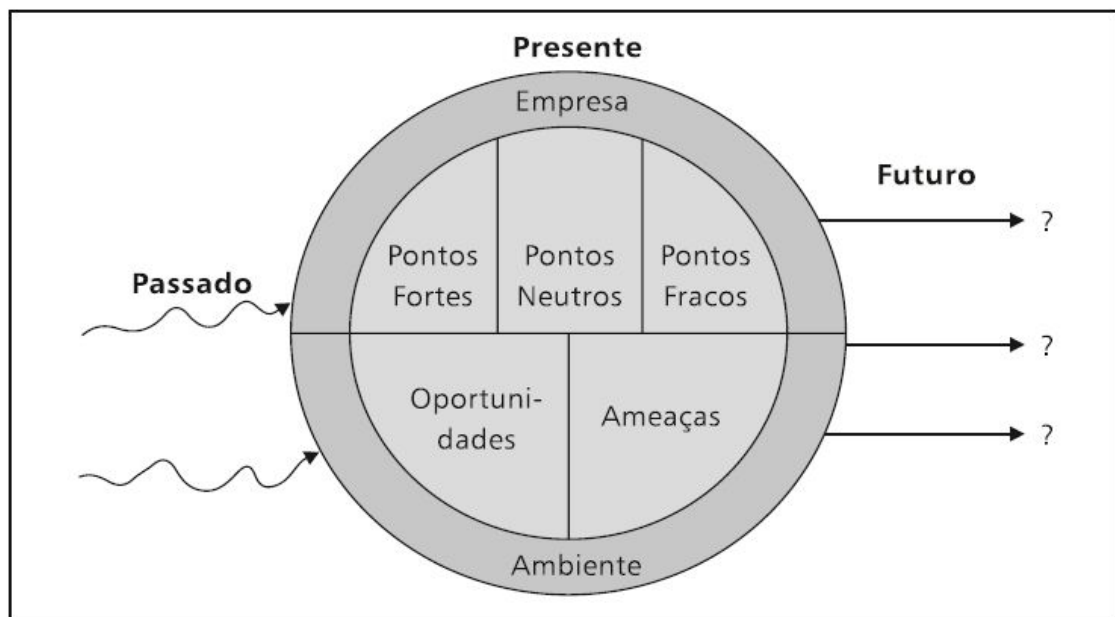 Presente
Empresa
Futuro
?
Pontos
Fortes
Pontos
Neutros
Pontos
Fracos
Passado
?
Oportuni-
dades
Ameaças
?
Ambiente